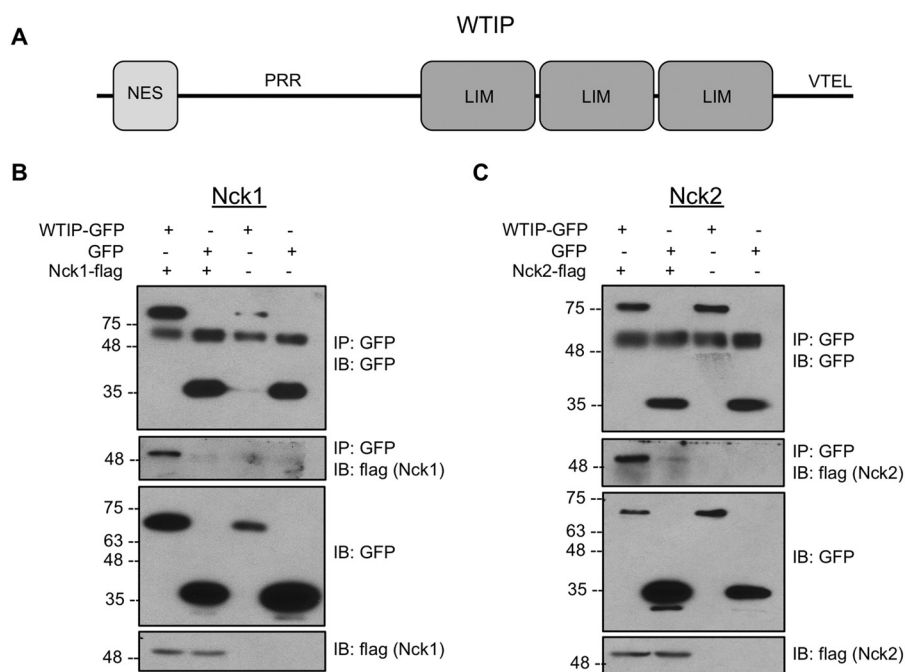 WTIP
A
NES PRR LIM LIM LIM VTEL
B
Nck1
WTIP-GFP + - + -
GFP - + - +
Nck1-flag + + - -
75 --
48 --
35 --
IP: GFP
IB: GFP
48 --
IP: GFP
IB: flag (Nck1)
75 --
63 --
48 --
35 --
IB: GFP
48 --
IB: flag (Nck1)
C
Nck2
WTIP-GFP + - + -
GFP - + - +
Nck2-flag + + - -
75 --
48 --
35 --
IP: GFP
IB: GFP
48 --
IP: GFP
IB: flag (Nck2)
75 --
63 --
48 --
35 --
IB: GFP
48 --
IB: flag (Nck2)